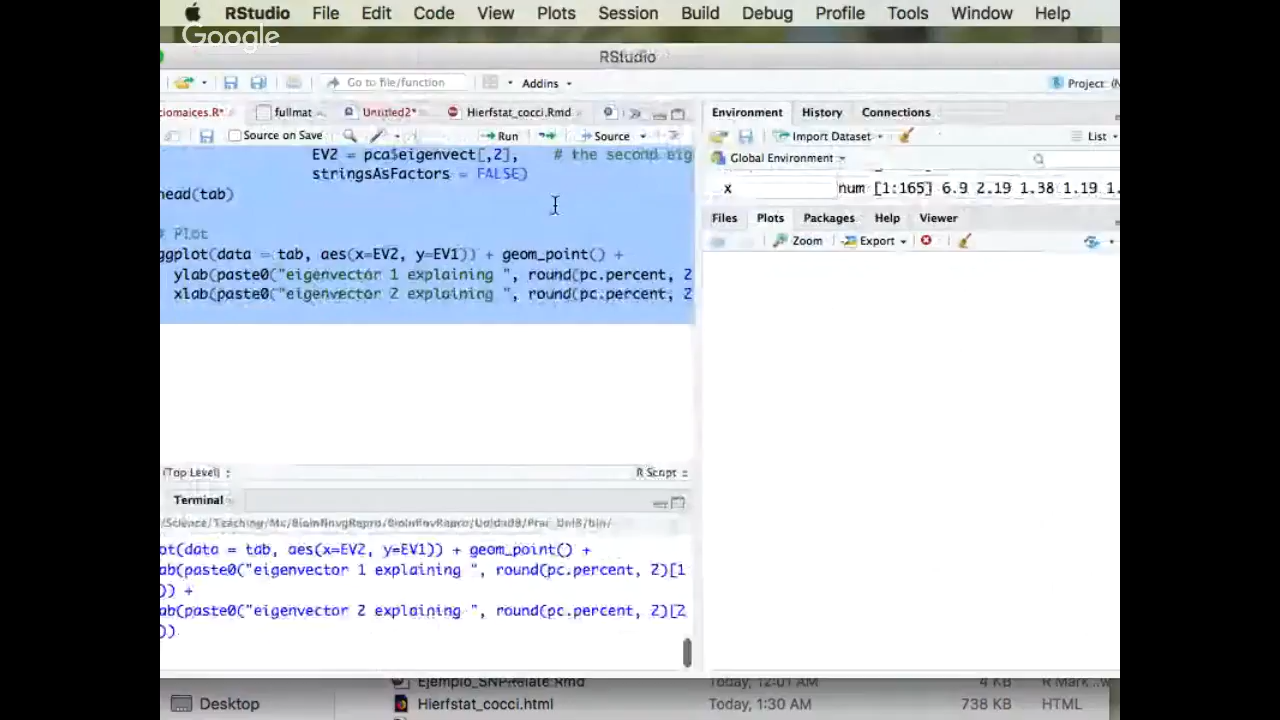 RStudio File Edit Code View Plots Session Build Debug Profile Tools Window Help
Google
RStudio
Go to file/function Addins Project: (N
ciomaices.R* fullmat Untitled2* Hierfstat_cocci.Rmd
Source on Save Run Source
EV2 = pca$eigenvect[,2], # the second eig
stringsAsFactors = FALSE)
head(tab)
# Plot
ggplot(data = tab, aes(x=EV2, y=EV1)) + geom_point() +
ylab(paste0("eigenvector 1 explaining ", round(pc.percent, 2
xlab(paste0("eigenvector 2 explaining ", round(pc.percent, 2
(Top Level) R Script
Terminal
ot(data = tab, aes(x=EV2, y=EV1)) + geom_point() +
ab(paste0("eigenvector 1 explaining ", round(pc.percent, 2)[1
)) +
ab(paste0("eigenvector 2 explaining ", round(pc.percent, 2)[2
))
Environment History Connections
Import Dataset List
Global Environment
x num [1:165] 6.9 2.19 1.38 1.19 1.
Files Plots Packages Help Viewer
Zoom Export
Ejemplo_SNPRelate.Rmd Today, 12:01 AM 4 KB R Mark...w
Desktop Hierfstat_cocci.html Today, 1:30 AM 738 KB HTML